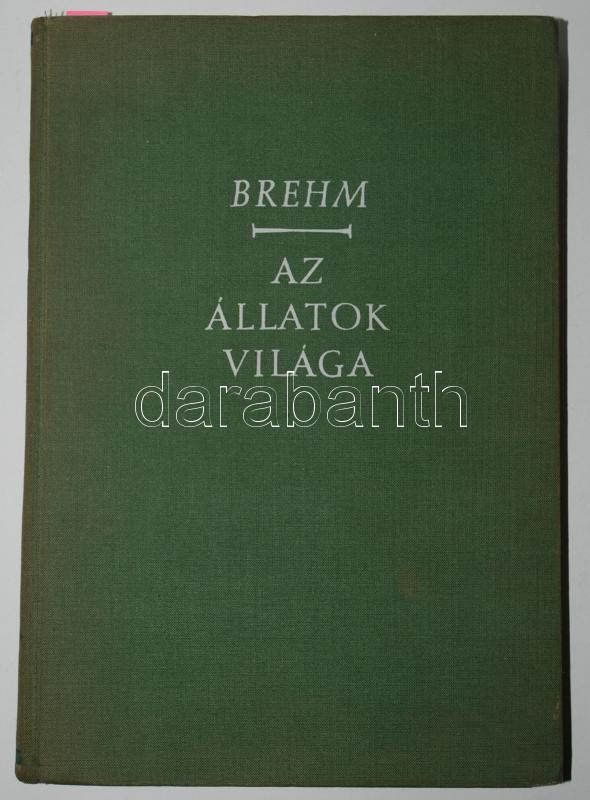 BREHM
AZ
ÁLLATOK
VILÁGA
darabanth